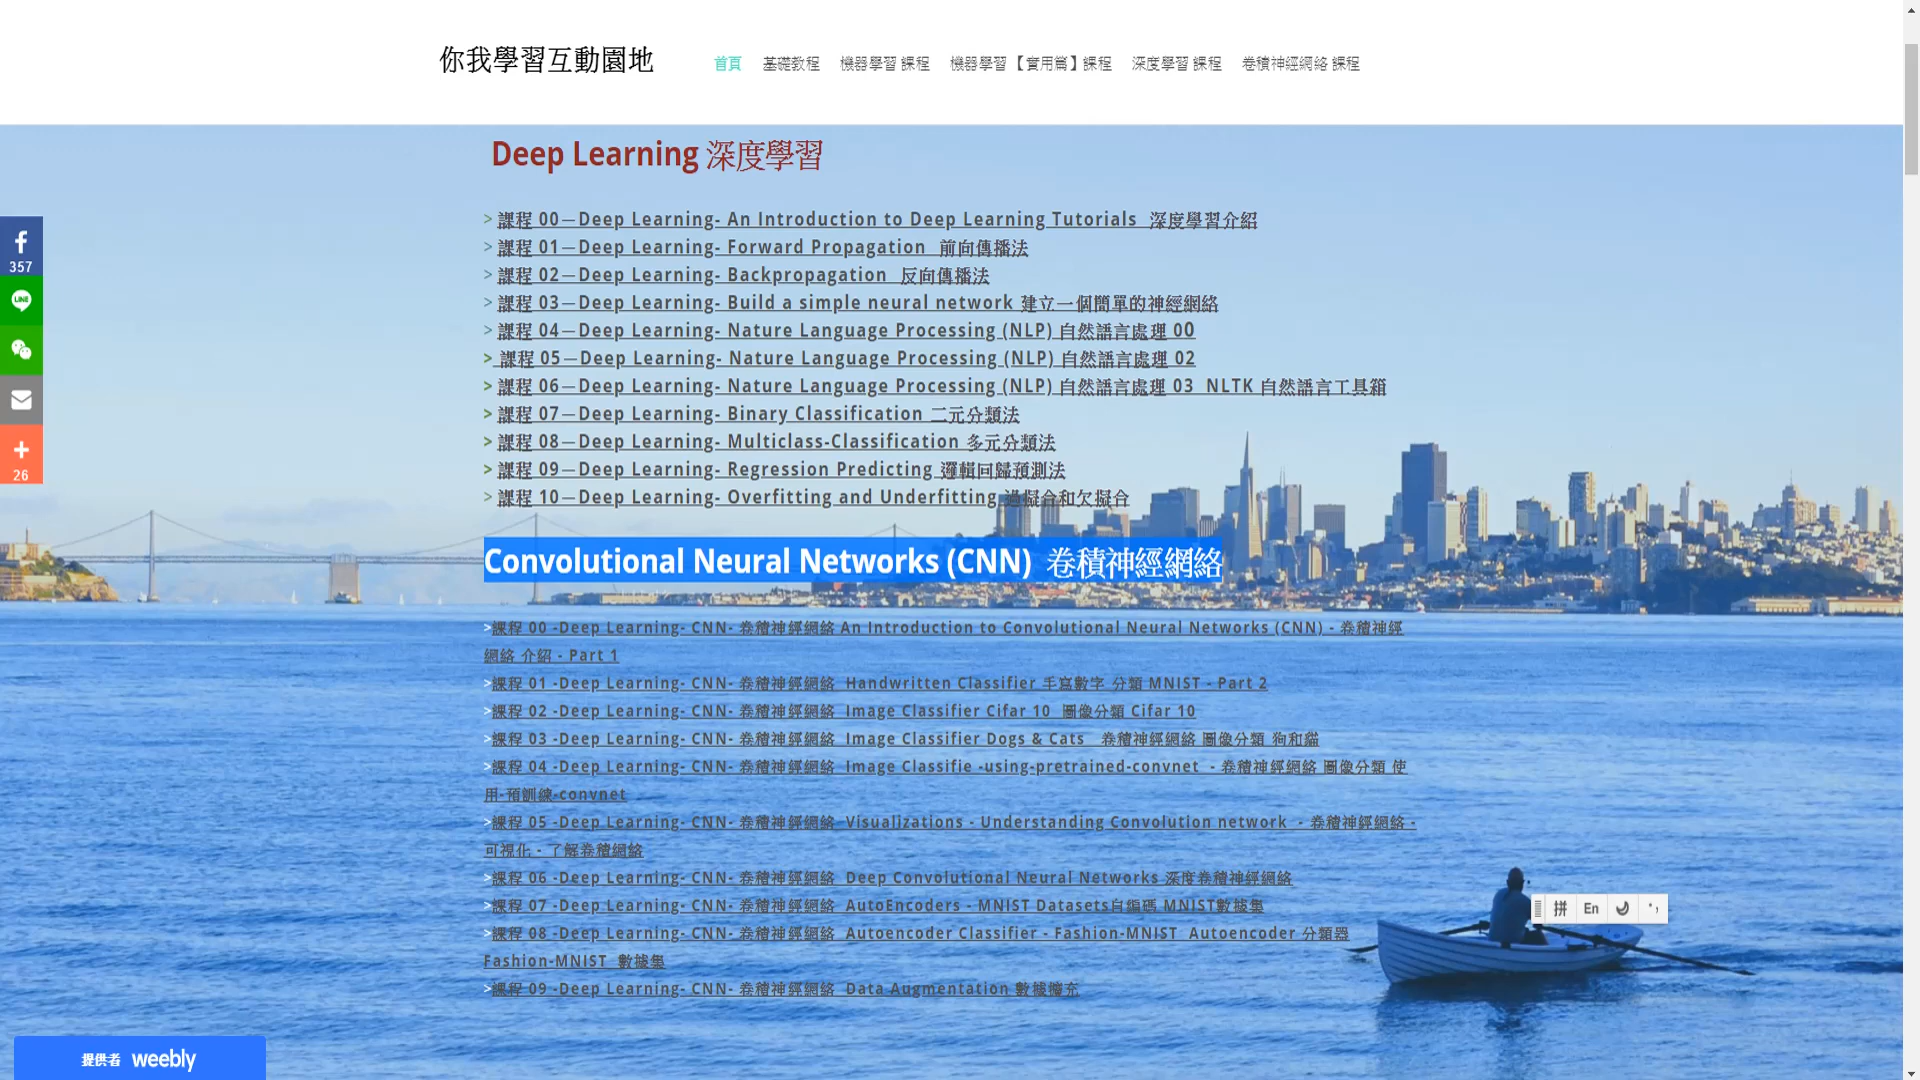 你我學習互動園地
首頁 基礎教程 機器學習 課程 機器學習 【實用篇】課程 深度學習 課程 卷積神經網絡 課程
Deep Learning 深度學習
> 課程 00－Deep Learning- An Introduction to Deep Learning Tutorials 深度學習介紹
> 課程 01－Deep Learning- Forward Propagation 前向傳播法
> 課程 02－Deep Learning- Backpropagation 反向傳播法
> 課程 03－Deep Learning- Build a simple neural network 建立一個簡單的神經網絡
> 課程 04－Deep Learning- Nature Language Processing (NLP) 自然語言處理 00
> 課程 05－Deep Learning- Nature Language Processing (NLP) 自然語言處理 02
> 課程 06－Deep Learning- Nature Language Processing (NLP) 自然語言處理 03 NLTK 自然語言工具箱
> 課程 07－Deep Learning- Binary Classification 二元分類法
> 課程 08－Deep Learning- Multiclass-Classification 多元分類法
> 課程 09－Deep Learning- Regression Predicting 邏輯回歸預測法
> 課程 10－Deep Learning- Overfitting and Underfitting 過擬合和欠擬合
Convolutional Neural Networks (CNN) 卷積神經網絡
>課程 00 -Deep Learning- CNN- 卷積神經網絡 An Introduction to Convolutional Neural Networks (CNN) - 卷積神經
網絡 介紹 - Part 1
>課程 01 -Deep Learning- CNN- 卷積神經網絡 Handwritten Classifier 手寫數字 分類 MNIST - Part 2
>課程 02 -Deep Learning- CNN- 卷積神經網絡 Image Classifier Cifar 10 圖像分類 Cifar 10
>課程 03 -Deep Learning- CNN- 卷積神經網絡 Image Classifier Dogs & Cats 卷積神經網絡 圖像分類 狗和貓
>課程 04 -Deep Learning- CNN- 卷積神經網絡 Image Classifie -using-pretrained-convnet - 卷積神經網絡 圖像分類 使
用-預訓練-convnet
>課程 05 -Deep Learning- CNN- 卷積神經網絡 Visualizations - Understanding Convolution network - 卷積神經網絡 -
可視化 - 了解卷積網絡
>課程 06 -Deep Learning- CNN- 卷積神經網絡 Deep Convolutional Neural Networks 深度卷積神經網絡
>課程 07 -Deep Learning- CNN- 卷積神經網絡 AutoEncoders - MNIST Datasets自編碼 MNIST數據集
>課程 08 -Deep Learning- CNN- 卷積神經網絡 Autoencoder Classifier - Fashion-MNIST Autoencoder 分類器
Fashion-MNIST 數據集
>課程 09 -Deep Learning- CNN- 卷積神經網絡 Data Augmentation 數據擴充
357
LINE
26
拼 En
提供者 weebly